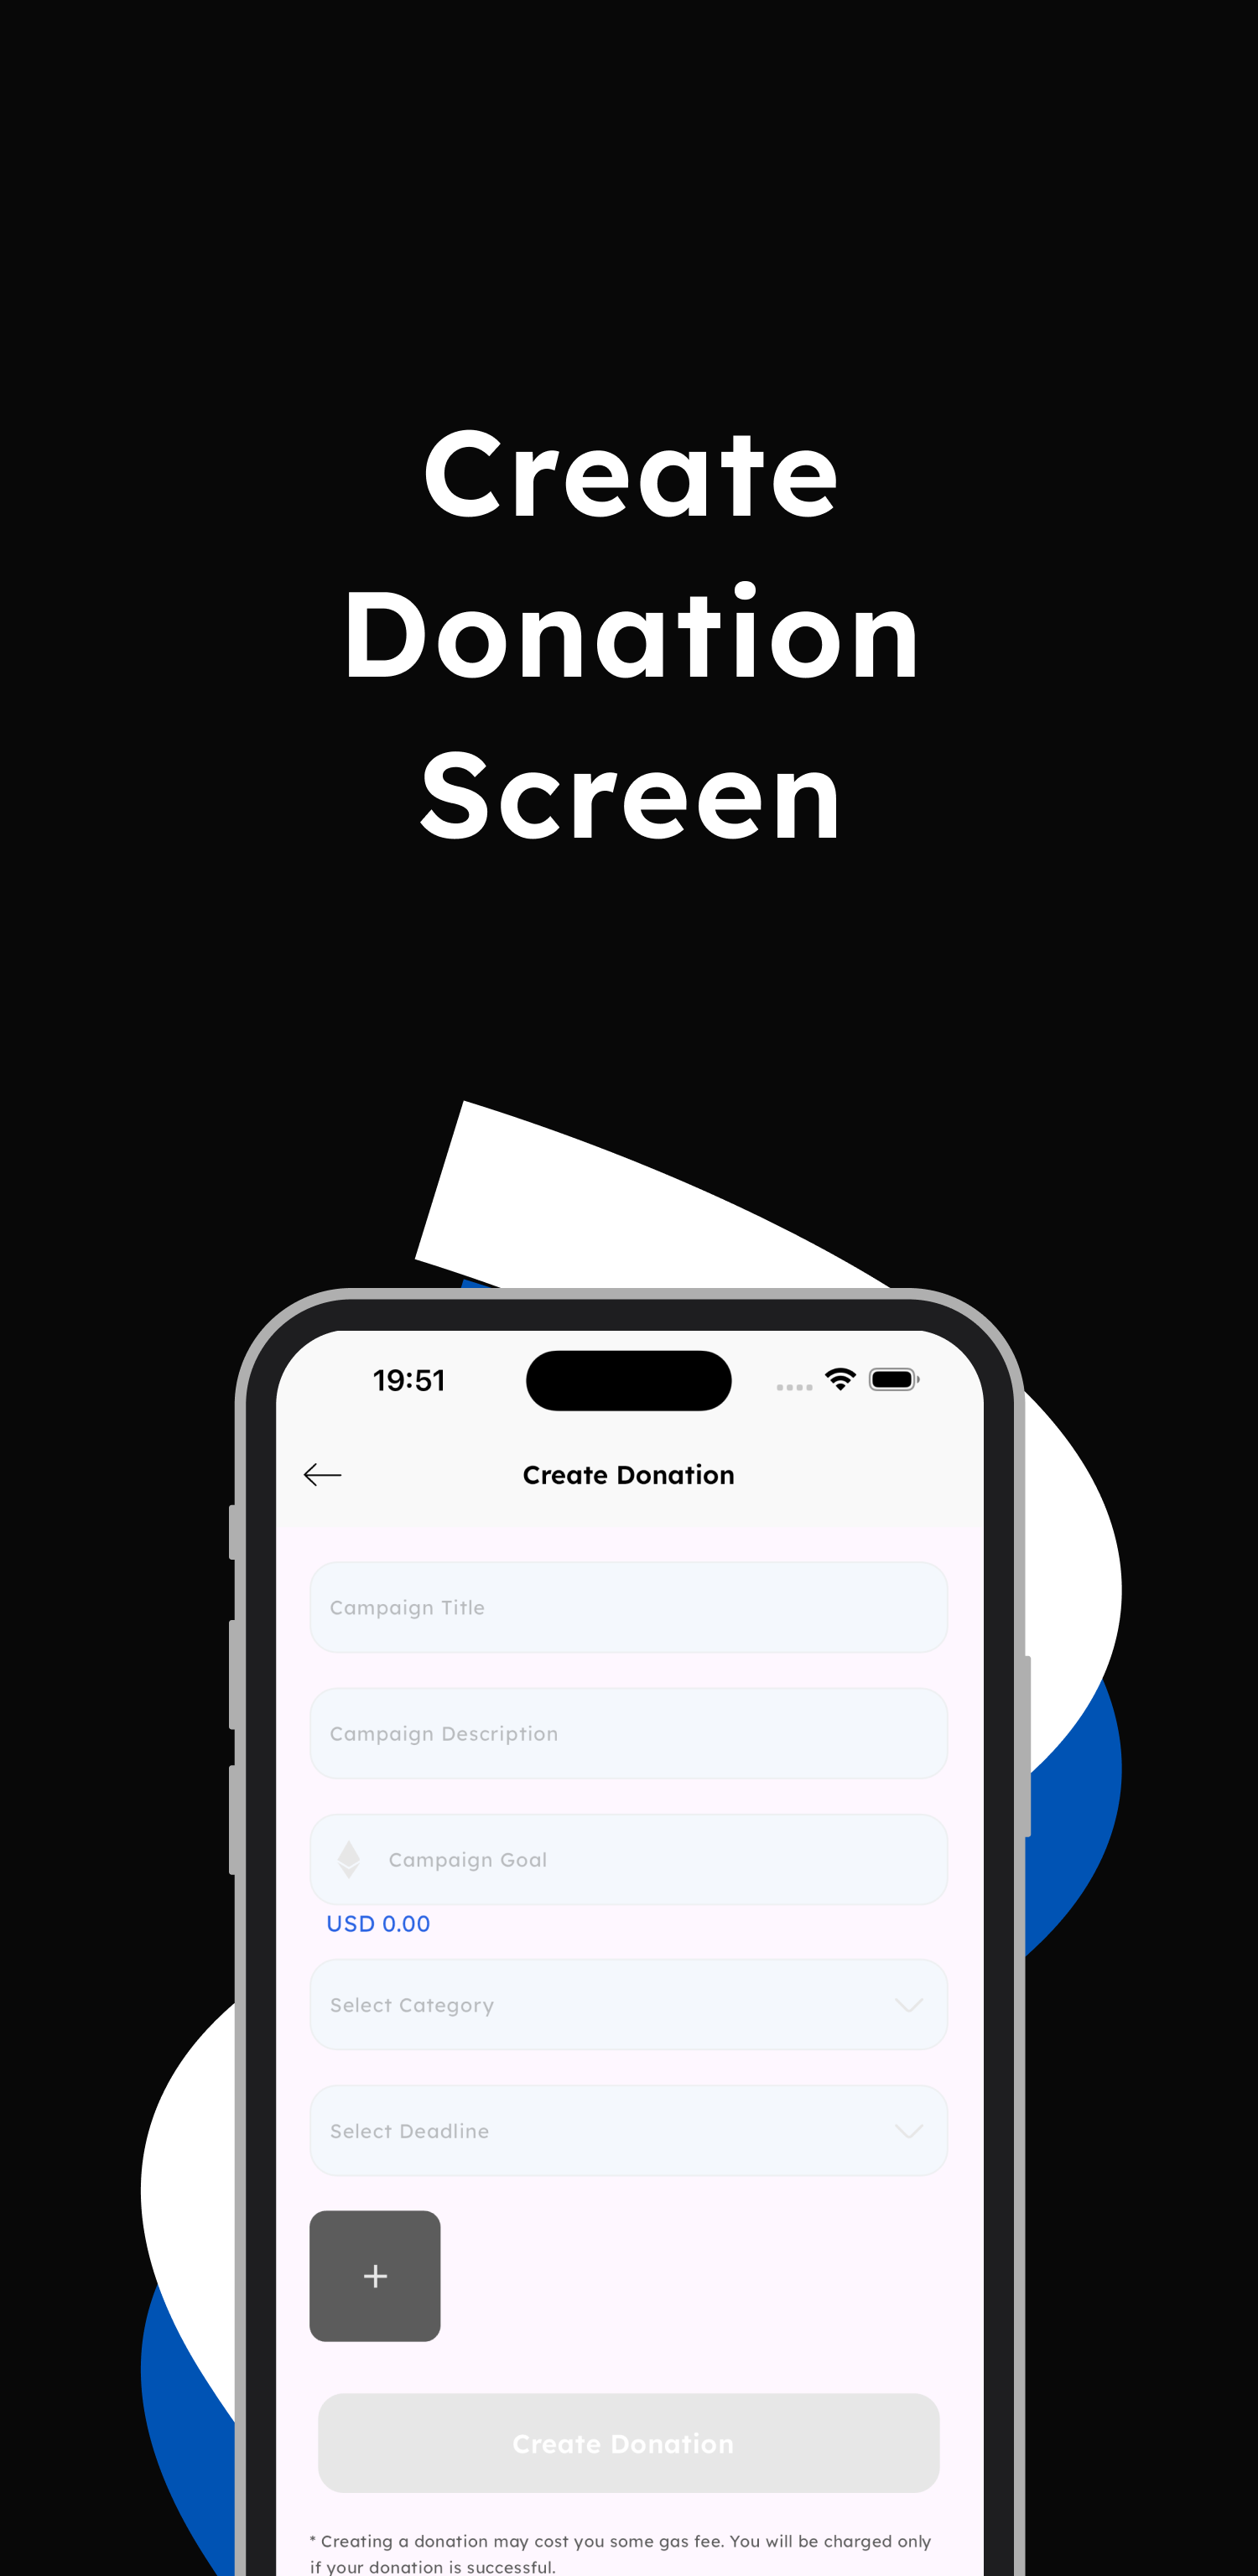 Create
Donation
Screen
19:51
Create Donation
Campaign Title
Campaign Description
Campaign Goal
USD 0.00
Select Category
Select Deadline
+
Create Donation
* Creating a donation may cost you some gas fee. You will be charged only
if your donation is successful.